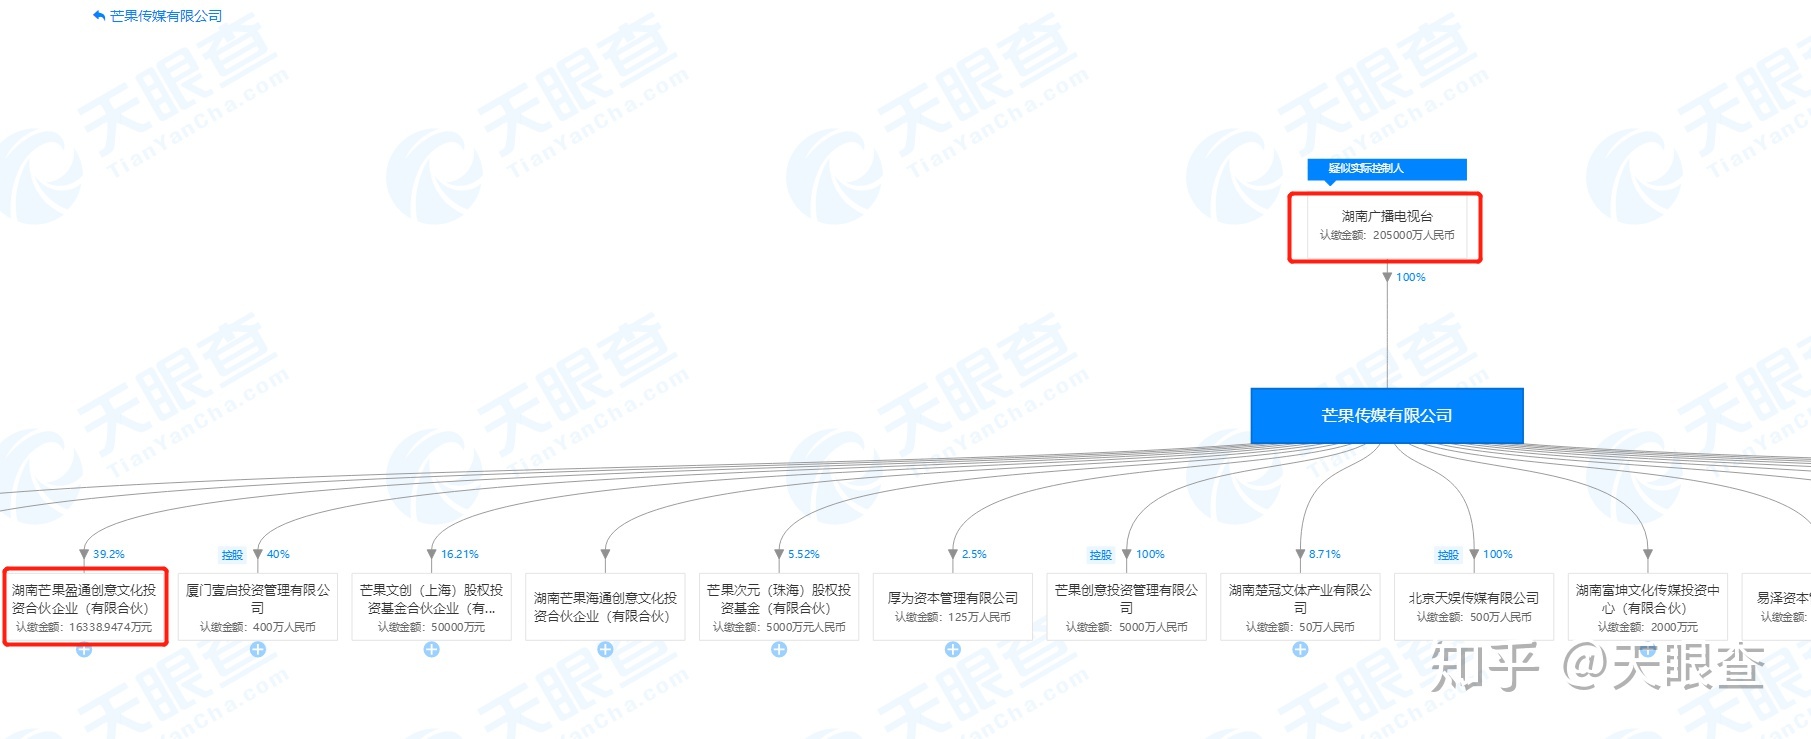 芒果传媒有限公司
疑似实际控制人
湖南广播电视台
认缴金额：205000万人民币
100%
芒果传媒有限公司
39.2%
湖南芒果盈通创意文化投
资合伙企业（有限合伙）
认缴金额：16338.9474万元
控股 40%
厦门壹启投资管理有限公
司
认缴金额：400万人民币
16.21%
芒果文创（上海）股权投
资基金合伙企业（有...
认缴金额：50000万元
湖南芒果海通创意文化投
资合伙企业（有限合伙）
5.52%
芒果次元（珠海）股权投
资基金（有限合伙）
认缴金额：5000万元人民币
2.5%
厚为资本管理有限公司
认缴金额：125万人民币
控股 100%
芒果创意投资管理有限公
司
认缴金额：5000万人民币
8.71%
湖南楚冠文体产业有限公
司
认缴金额：50万人民币
控股 100%
北京天娱传媒有限公司
认缴金额：500万人民币
湖南富坤文化传媒投资中
心（有限合伙）
认缴金额：2000万元
易泽资本
认缴金额：
知乎 @天眼查
天眼查
TianYanCha.com